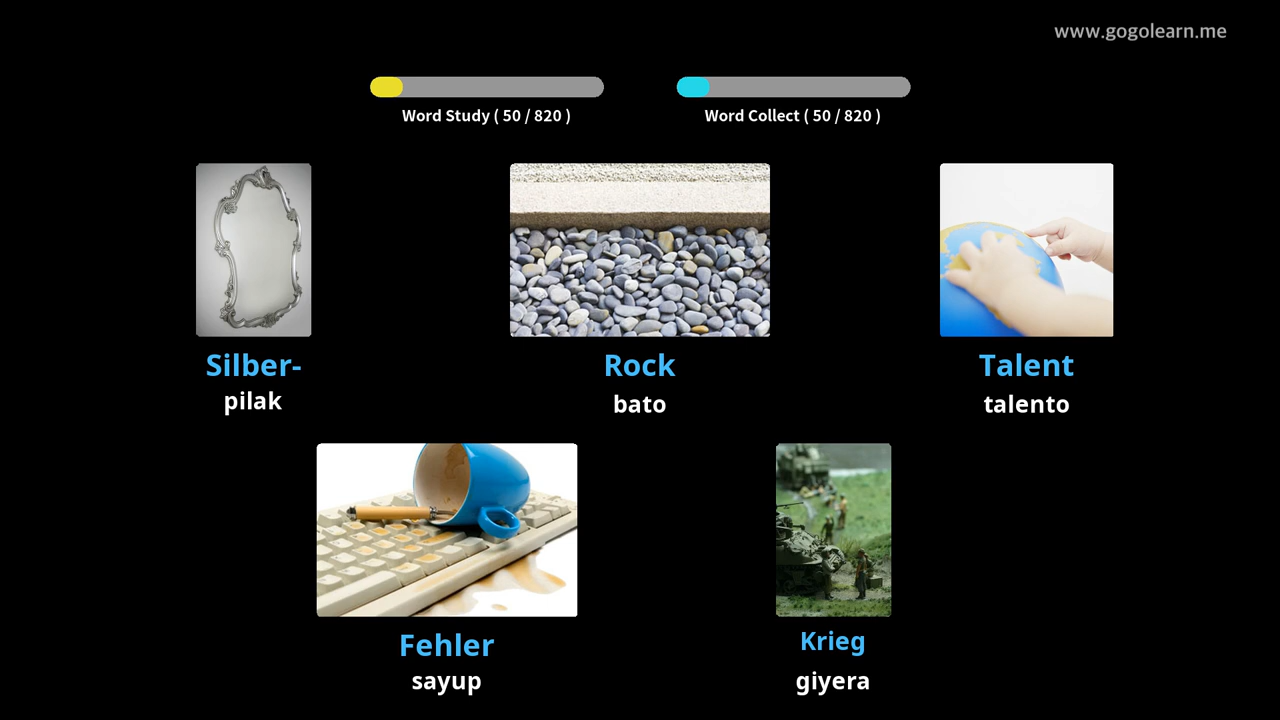 www.gogolearn.me
Word Study ( 50 / 820 )
Word Collect ( 50 / 820 )
Silber-
pilak
Rock
bato
Talent
talento
Fehler
sayup
Krieg
giyera